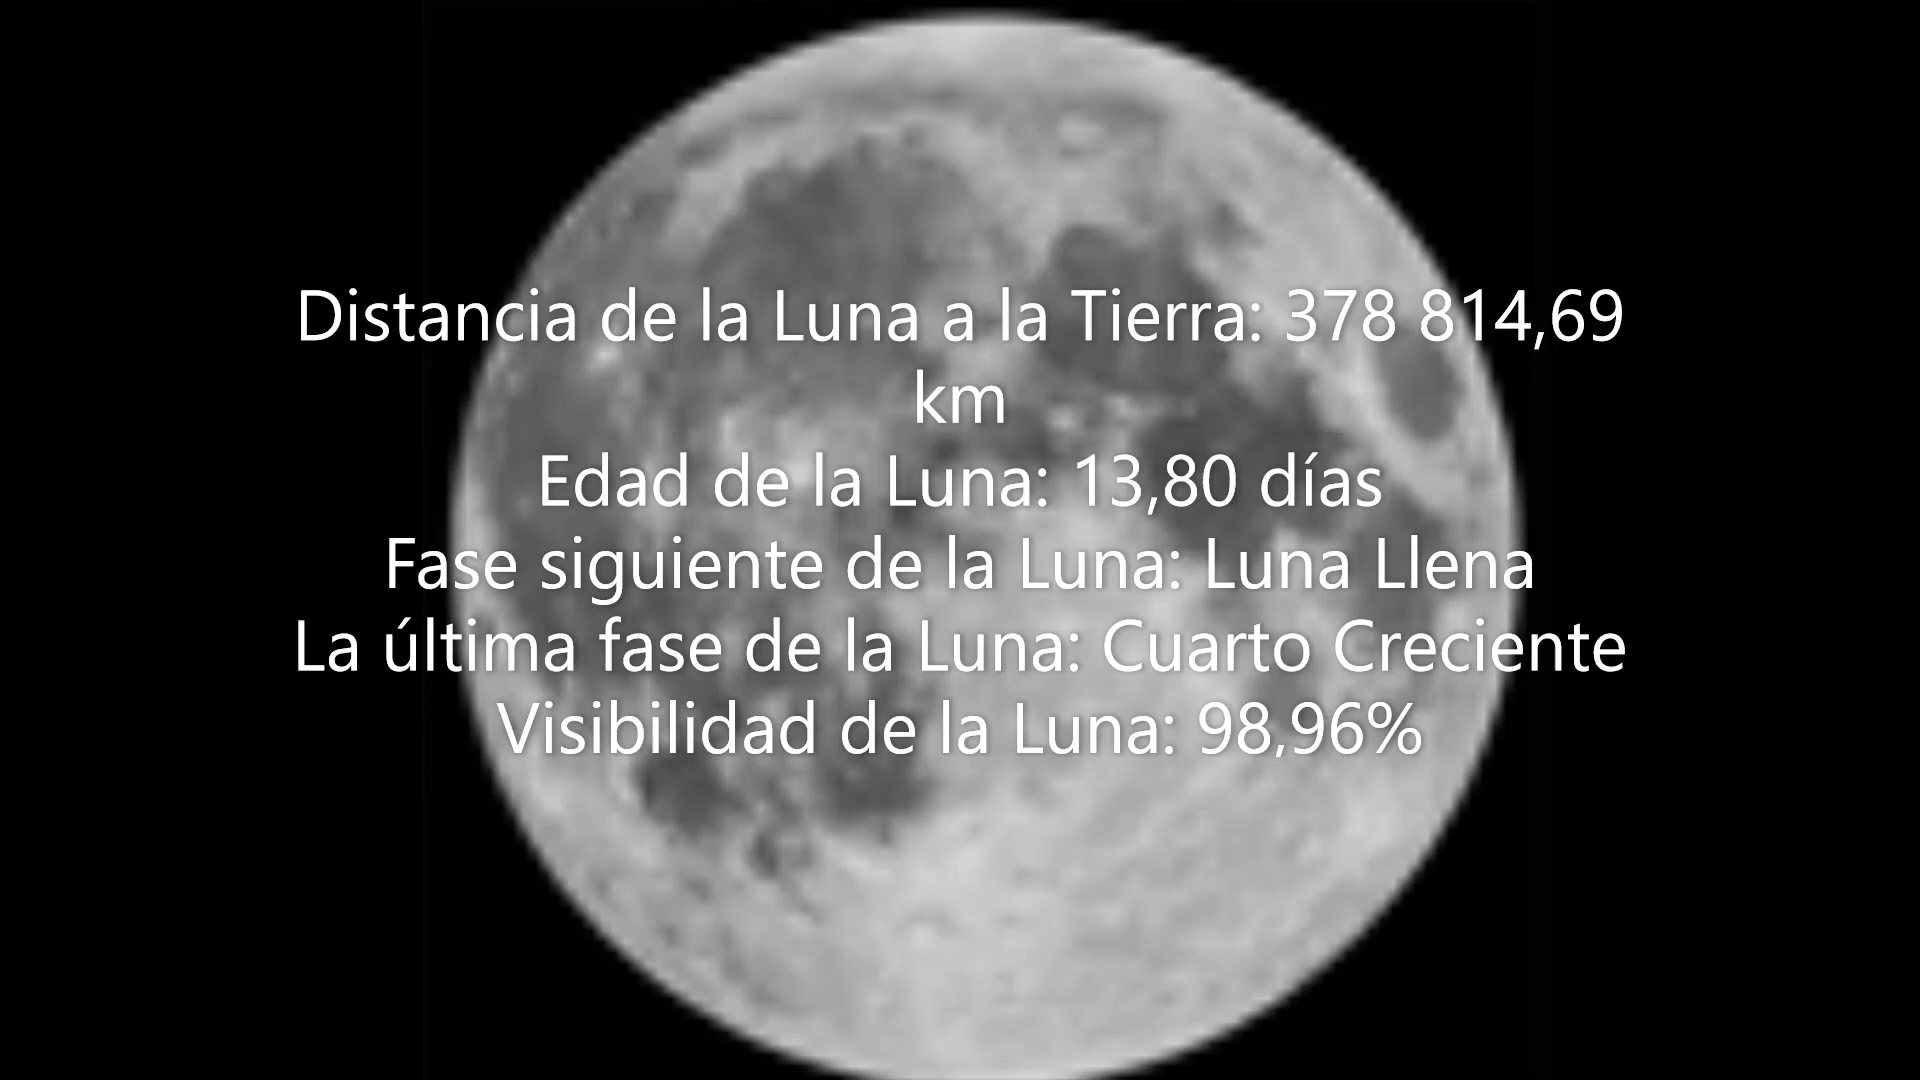 Distancia de la Luna a la Tierra: 378 814,69
km
Edad de la Luna: 13,80 días
Fase siguiente de la Luna: Luna Llena
La última fase de la Luna: Cuarto Creciente
Visibilidad de la Luna: 98,96%